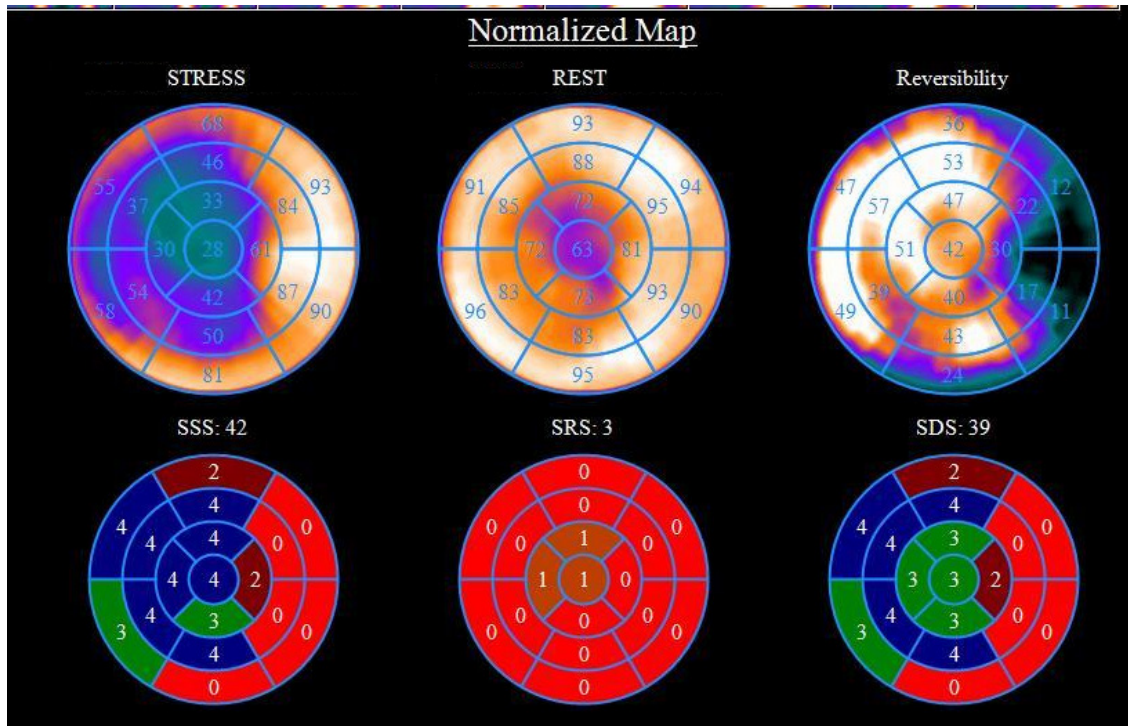 Normalized Map
STRESS REST Reversibility
68 93 36
46 88 53
55 93 91 94 47 12
37 84 85 95 57 22
33 72 47
30 28 61 72 63 81 51 42 30
42 73 40
54 87 83 93 39 17
58 90 96 90 49 11
50 83 43
81 95 24
SSS: 42 SRS: 3 SDS: 39
2 0 2
4 0 4
4 0 0 0 4 0
4 0 0 0 4 0
4 1 3
4 4 2 1 1 0 3 3 2
3 0 3
4 0 0 0 4 0
3 0 0 0 3 0
4 0 4
0 0 0